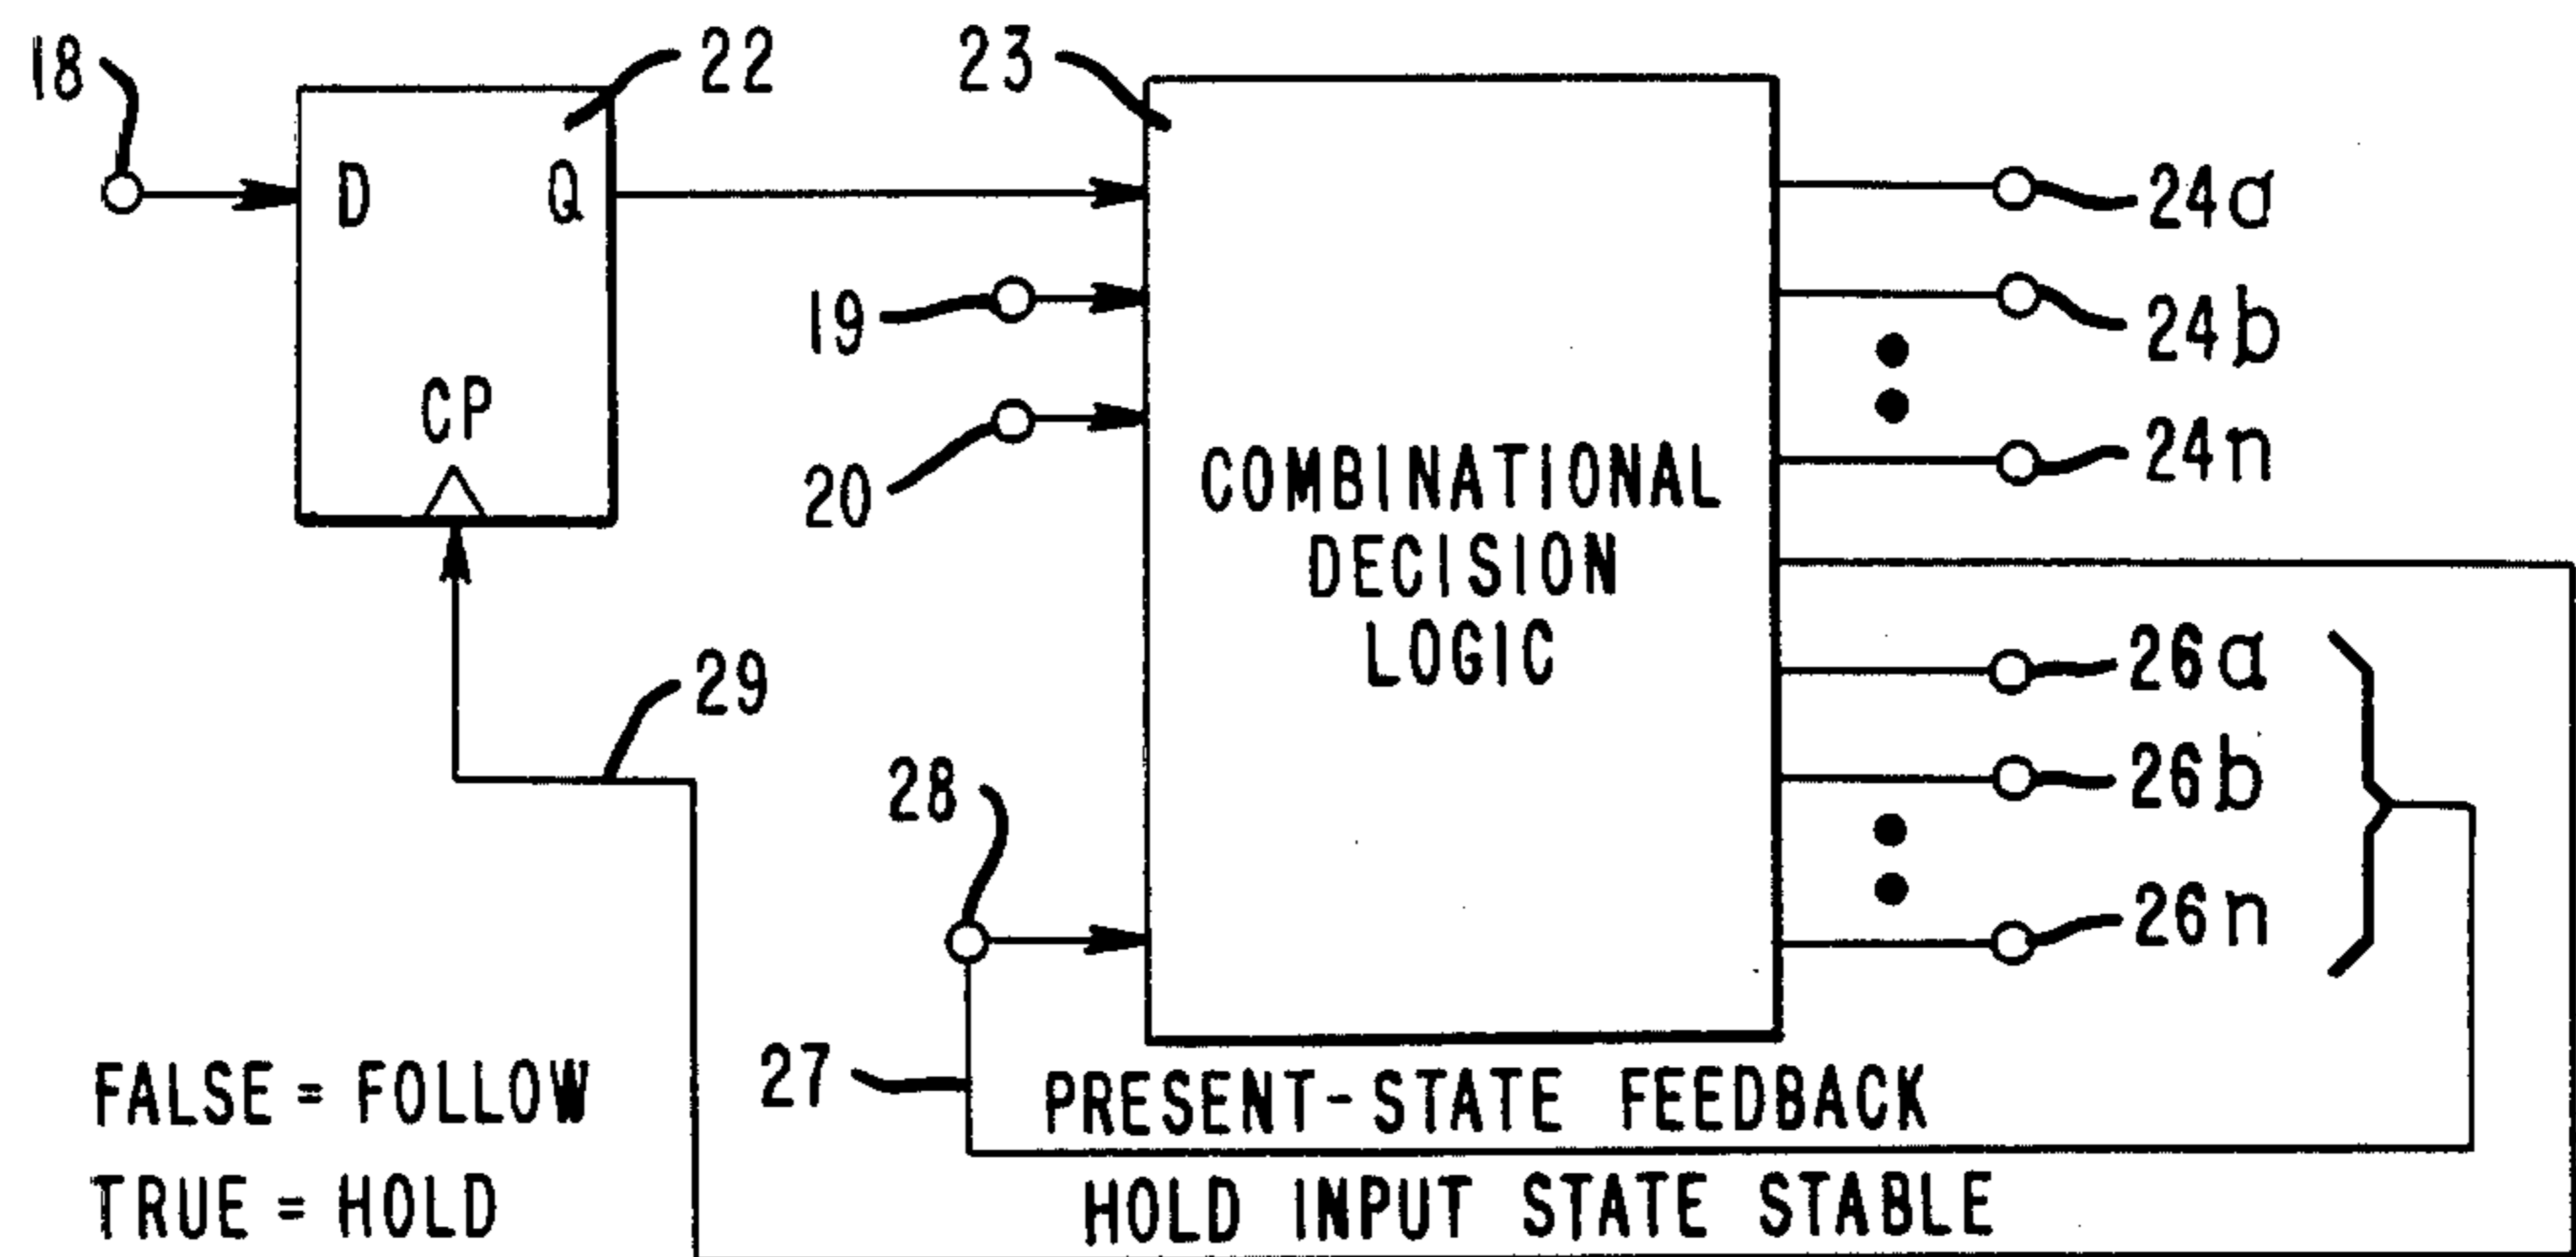 18
22
23
D
Q
24a
19
24b
CP
20
24n
COMBINATIONAL
DECISION
LOGIC
29
26a
28
26b
26n
27
PRESENT-STATE FEEDBACK
FALSE = FOLLOW
TRUE = HOLD
HOLD INPUT STATE STABLE